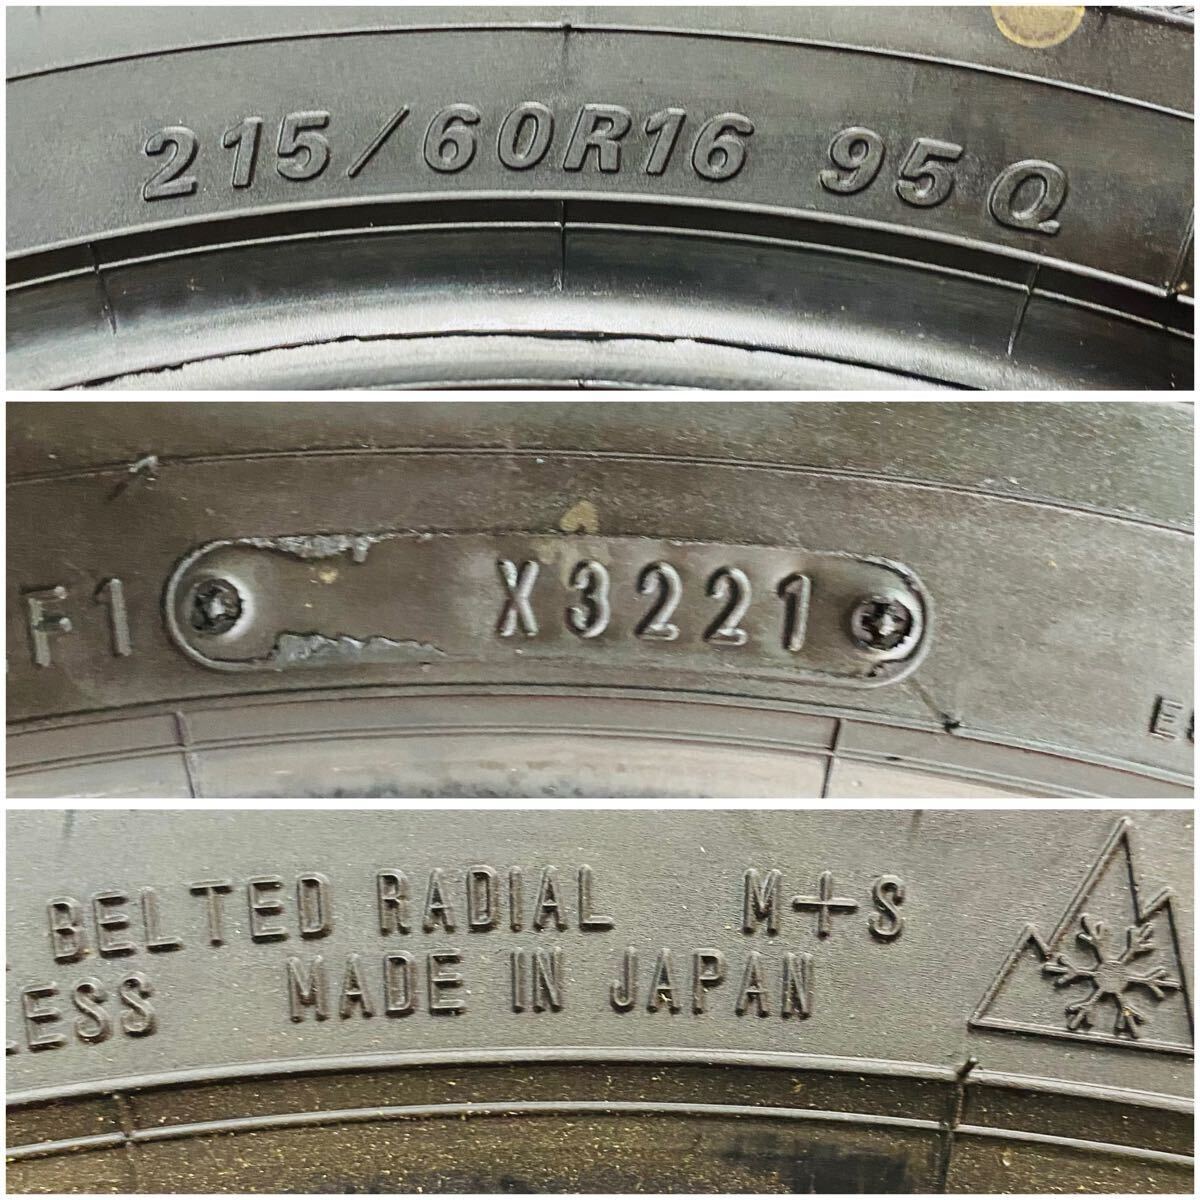 215/60R16 95Q
F1 X3221
BELTED RADIAL M+S
LESS MADE IN JAPAN